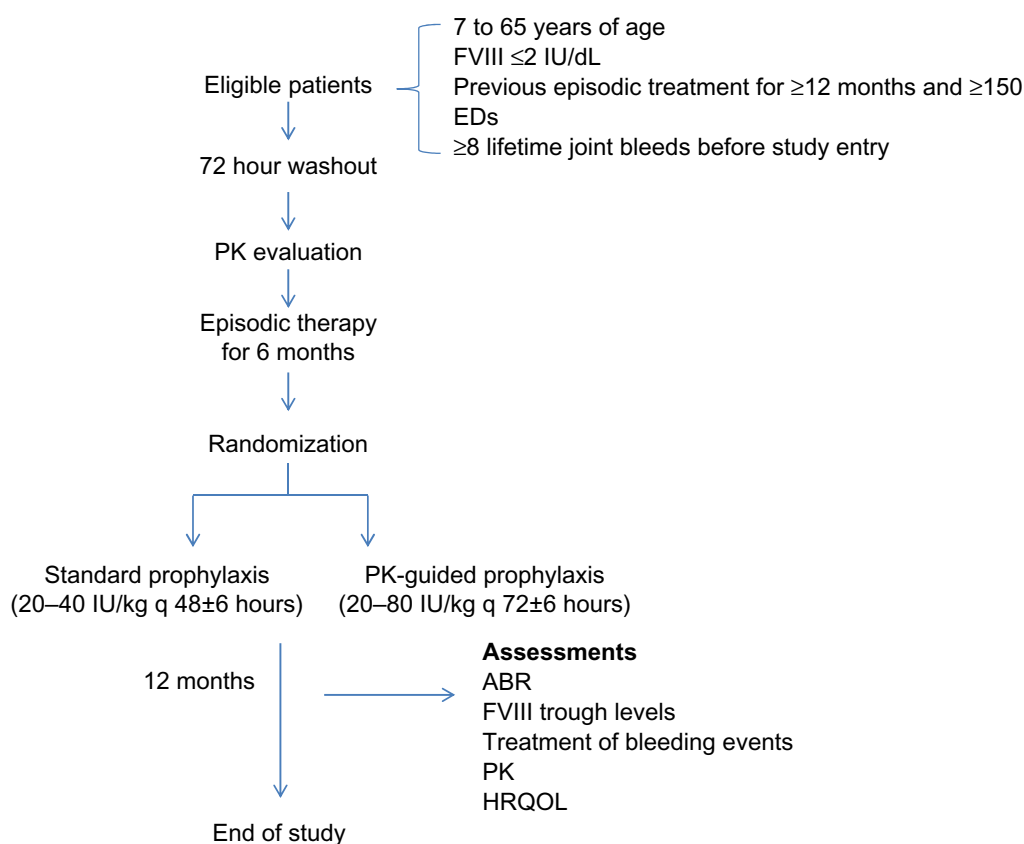 7 to 65 years of age
FVIII ≤2 IU/dL
Eligible patients
Previous episodic treatment for ≥12 months and ≥150
EDs
≥8 lifetime joint bleeds before study entry
72 hour washout
PK evaluation
Episodic therapy
for 6 months
Randomization
Standard prophylaxis
(20–40 IU/kg q 48±6 hours)
PK-guided prophylaxis
(20–80 IU/kg q 72±6 hours)
12 months
Assessments
ABR
FVIII trough levels
Treatment of bleeding events
PK
HRQOL
End of study